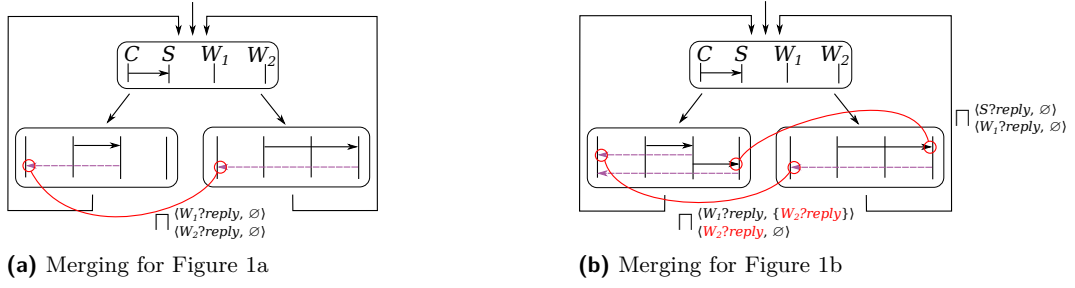 C S W₁ W₂
⊓ ⟨W₁?reply, ∅⟩
⟨W₂?reply, ∅⟩
(a) Merging for Figure 1a
C S W₁ W₂
⊓ ⟨S?reply, ∅⟩
⟨W₁?reply, ∅⟩
⊓ ⟨W₁?reply, {W₂?reply}⟩
⟨W₂?reply, ∅⟩
(b) Merging for Figure 1b